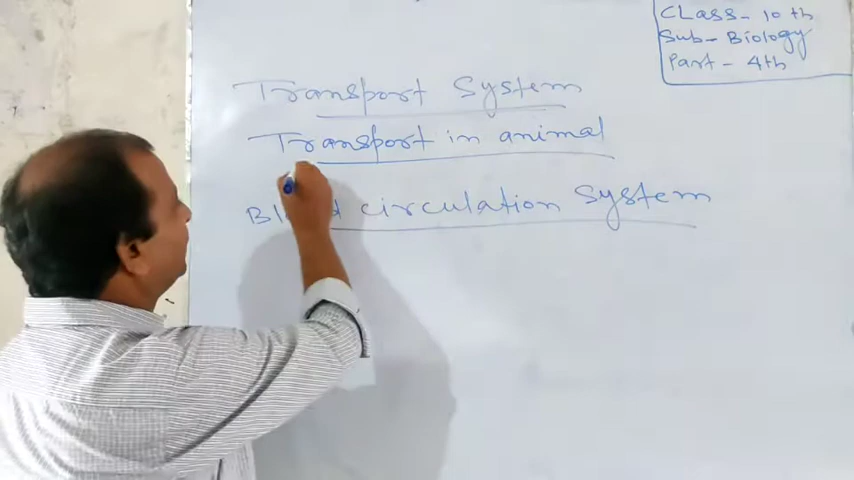 CLass- 10 th
Sub- Biology
Part - 4th.
Transport System
Transport in animal
circulation System